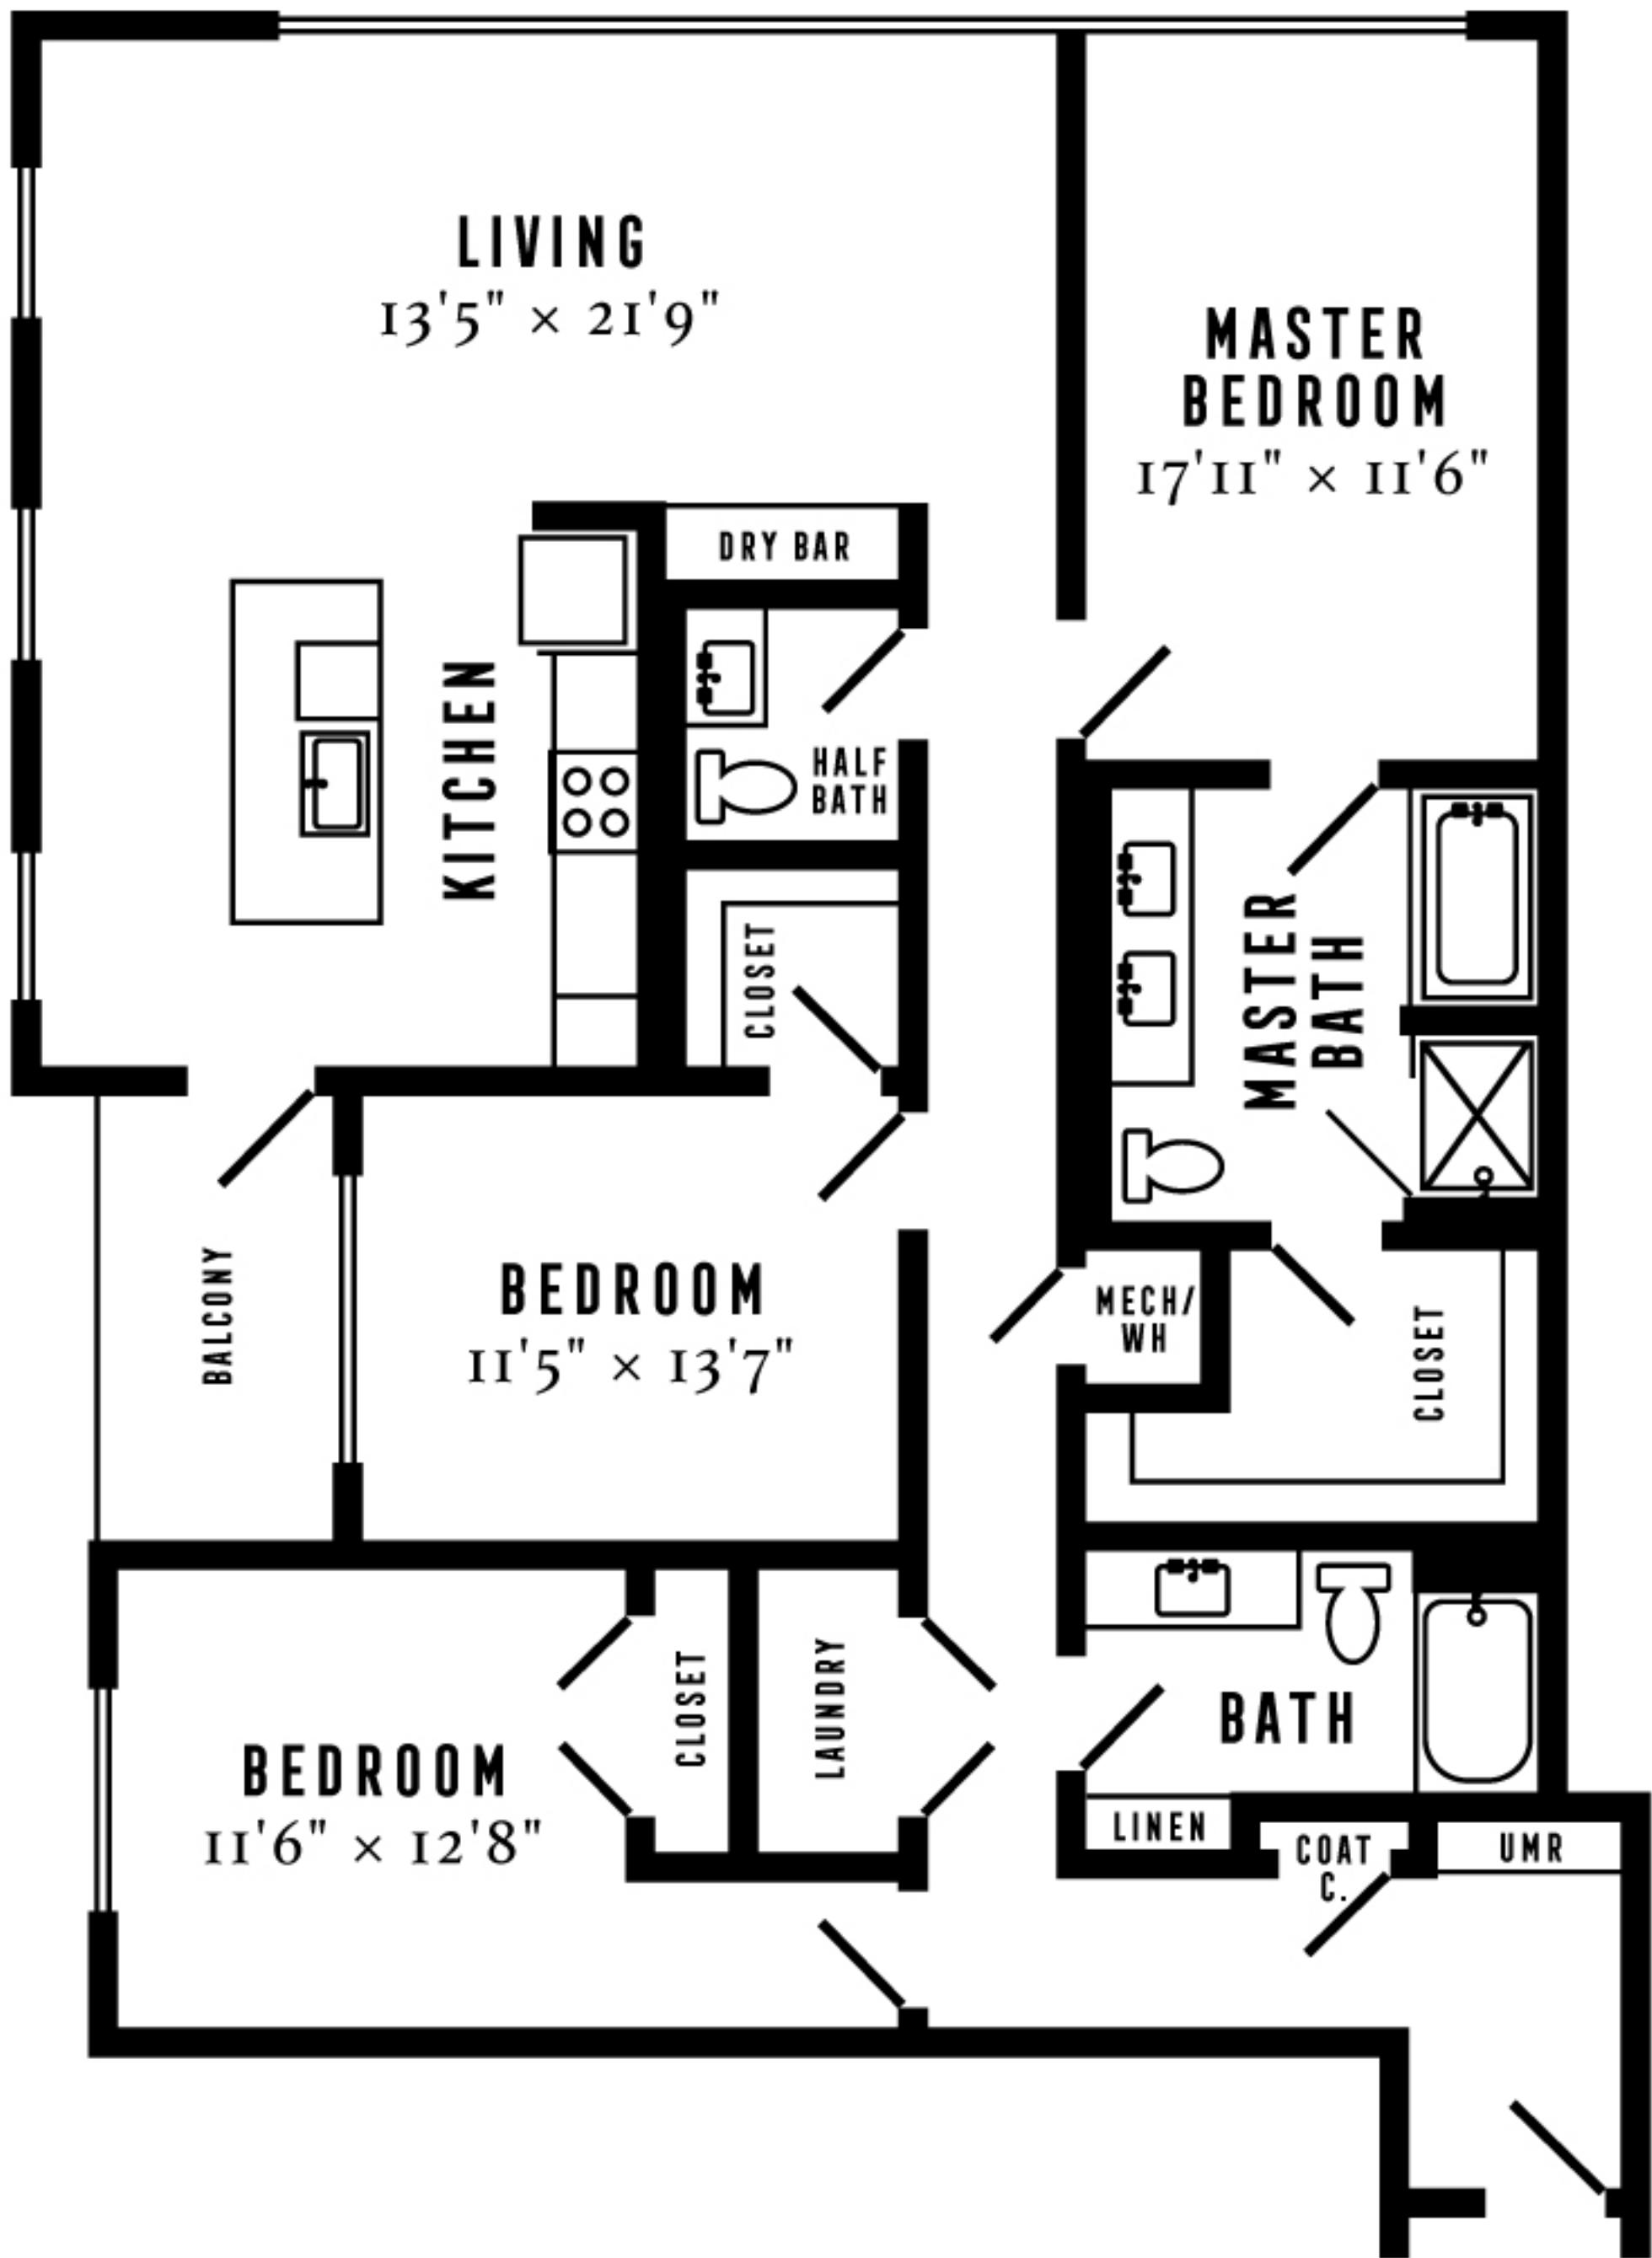 LIVING
13'5" × 21'9"
MASTER
BEDROOM
17'11" × 11'6"
DRY BAR
KITCHEN
HALF
BATH
CLOSET
MASTER
BATH
BALCONY
BEDROOM
11'5" × 13'7"
MECH/
WH
CLOSET
BEDROOM
11'6" × 12'8"
CLOSET
LAUNDRY
BATH
LINEN
COAT
C.
UMR